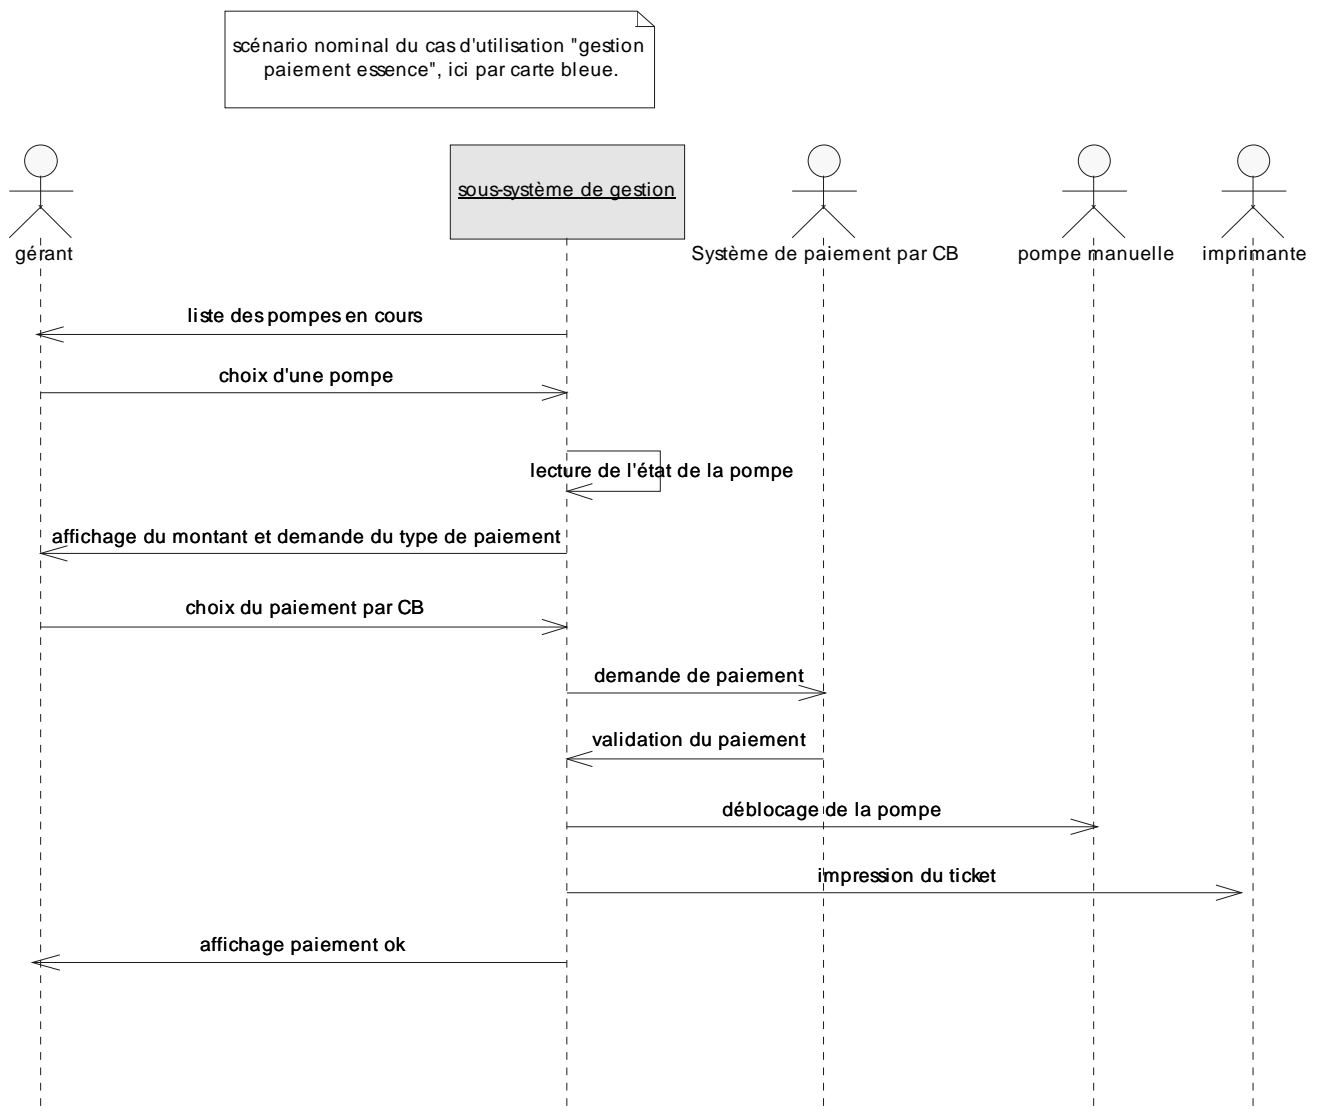 scénario nominal du cas d'utilisation "gestion
paiement essence", ici par carte bleue.
sous-système de gestion
gérant
Système de paiement par CB
pompe manuelle
imprimante
liste des pompes en cours
choix d'une pompe
lecture de l'état de la pompe
affichage du montant et demande du type de paiement
choix du paiement par CB
demande de paiement
validation du paiement
déblocage de la pompe
impression du ticket
affichage paiement ok